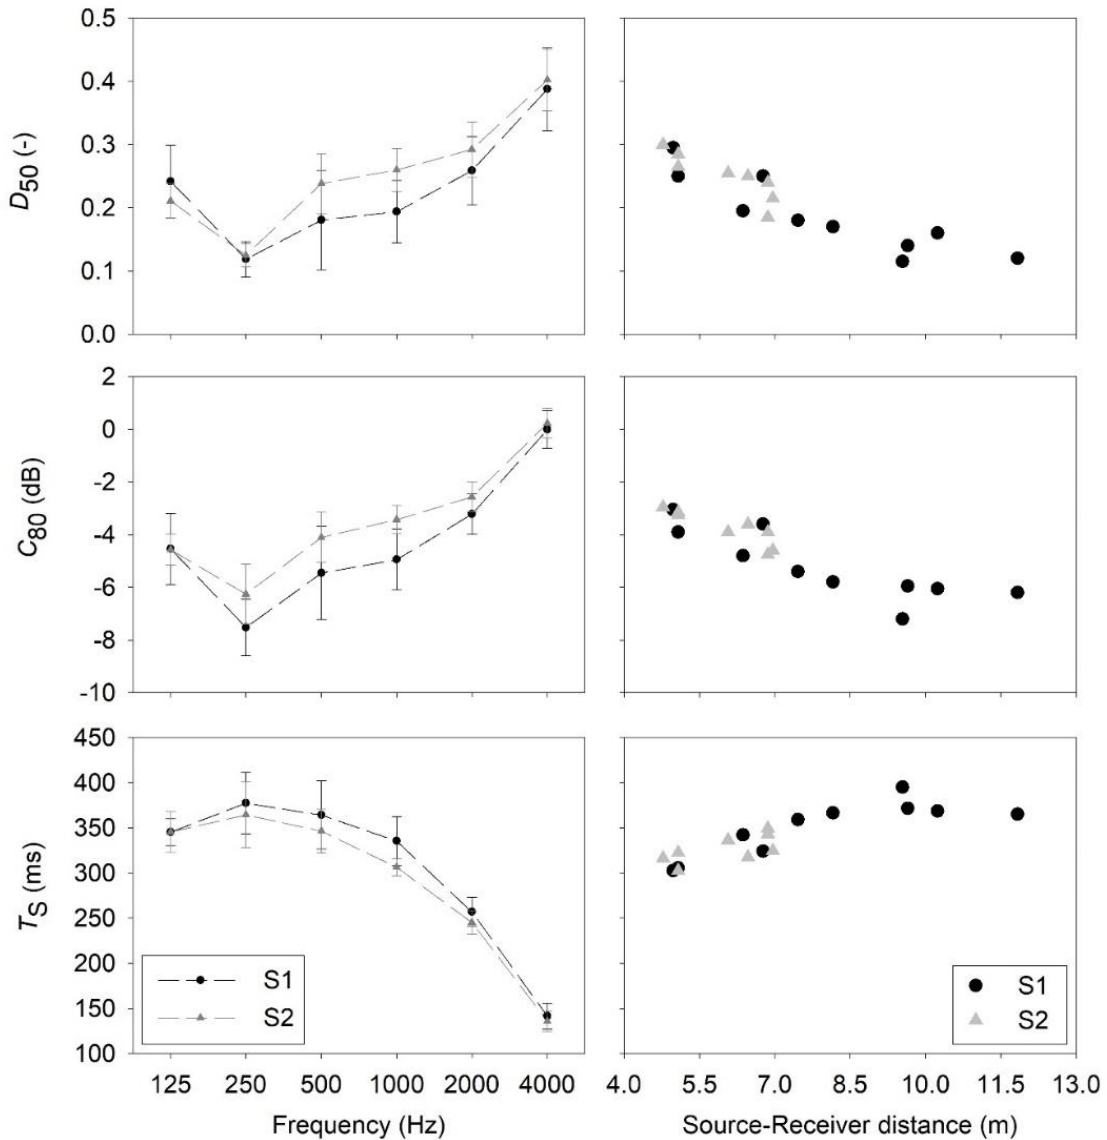 D50 (-)
0.5
0.4
0.3
0.2
0.1
0.0
C80 (dB)
2
0
-2
-4
-6
-8
-10
TS (ms)
450
400
350
300
250
200
150
100
S1
S2
S1
S2
125 250 500 1000 2000 4000
4.0 5.5 7.0 8.5 10.0 11.5 13.0
Frequency (Hz)
Source-Receiver distance (m)